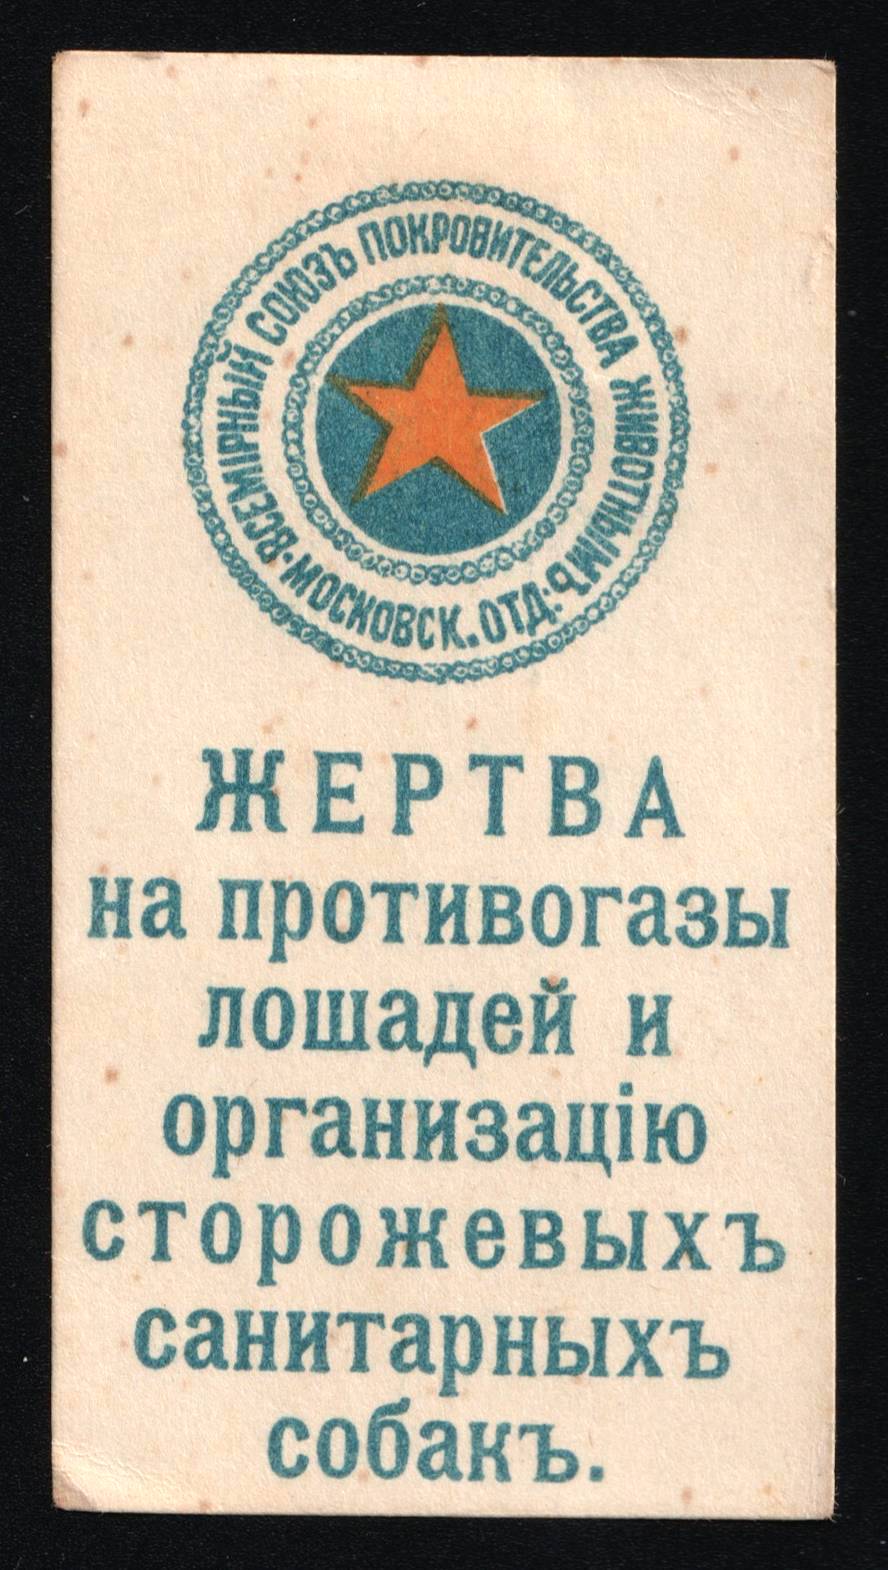 ВСЕМІРНЫЙ СОЮЗЪ ПОКРОВИТЕЛЬСТВА ЖИВОТНЫМЪ
• МОСКОВСК. ОТД:
ЖЕРТВА
на противогазы
лошадей и
организацію
сторожевыхъ
санитарныхъ
собакъ.